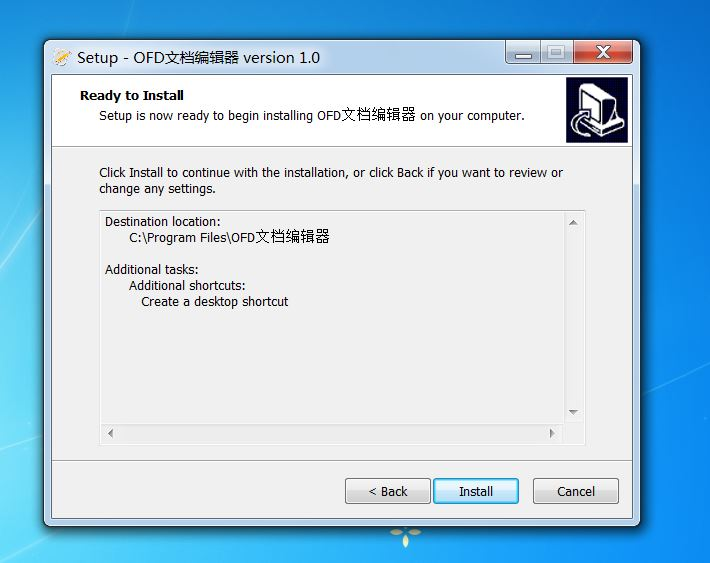 Setup - OFD文档编辑器 version 1.0
Ready to Install
Setup is now ready to begin installing OFD文档编辑器 on your computer.
Click Install to continue with the installation, or click Back if you want to review or
change any settings.
Destination location:
C:\Program Files\OFD文档编辑器
Additional tasks:
Additional shortcuts:
Create a desktop shortcut
< Back
Install
Cancel